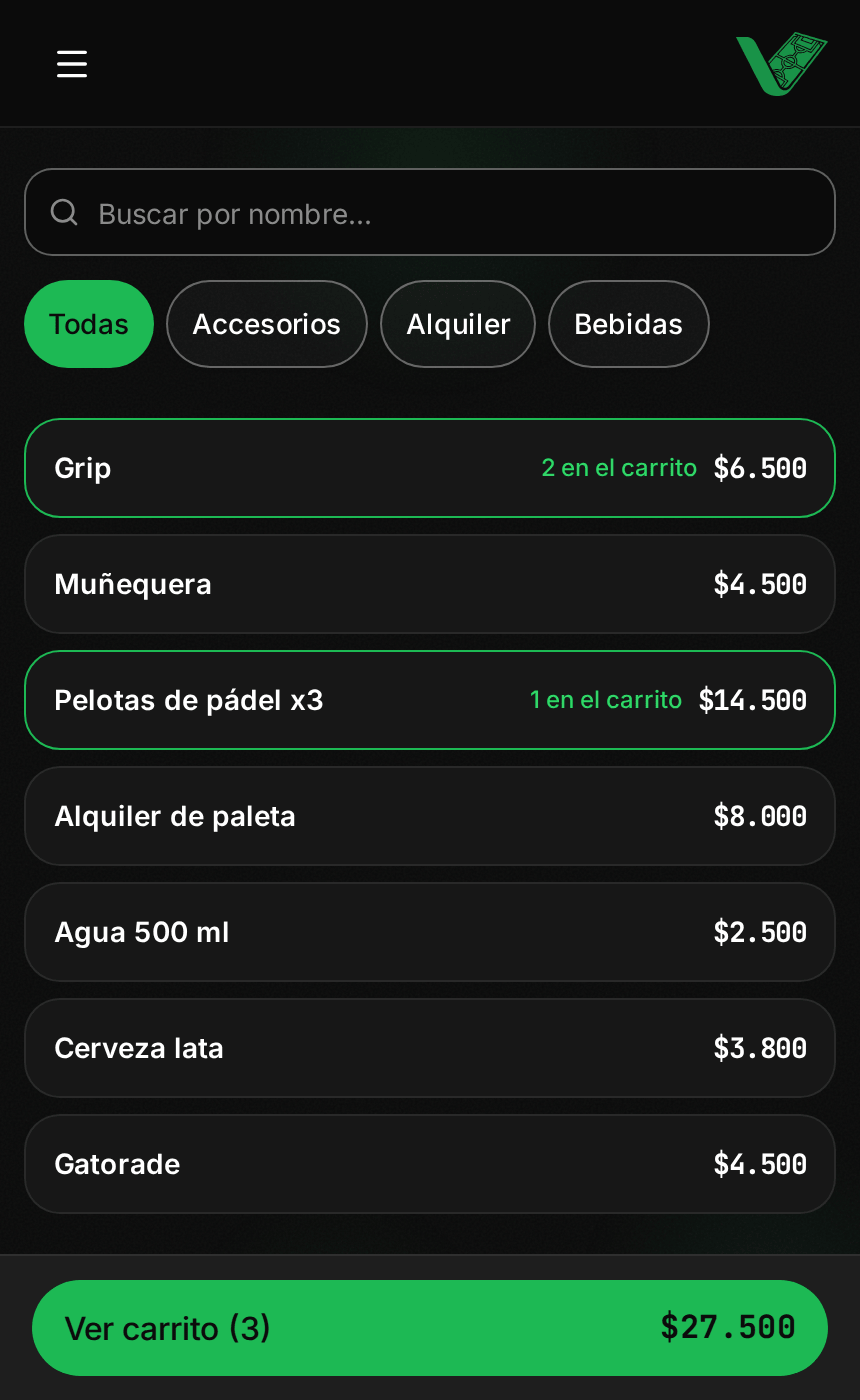 Buscar por nombre...
Todas Accesorios Alquiler Bebidas
Grip 2 en el carrito $6.500
Muñequera $4.500
Pelotas de pádel x3 1 en el carrito $14.500
Alquiler de paleta $8.000
Agua 500 ml $2.500
Cerveza lata $3.800
Gatorade $4.500
Ver carrito (3) $27.500